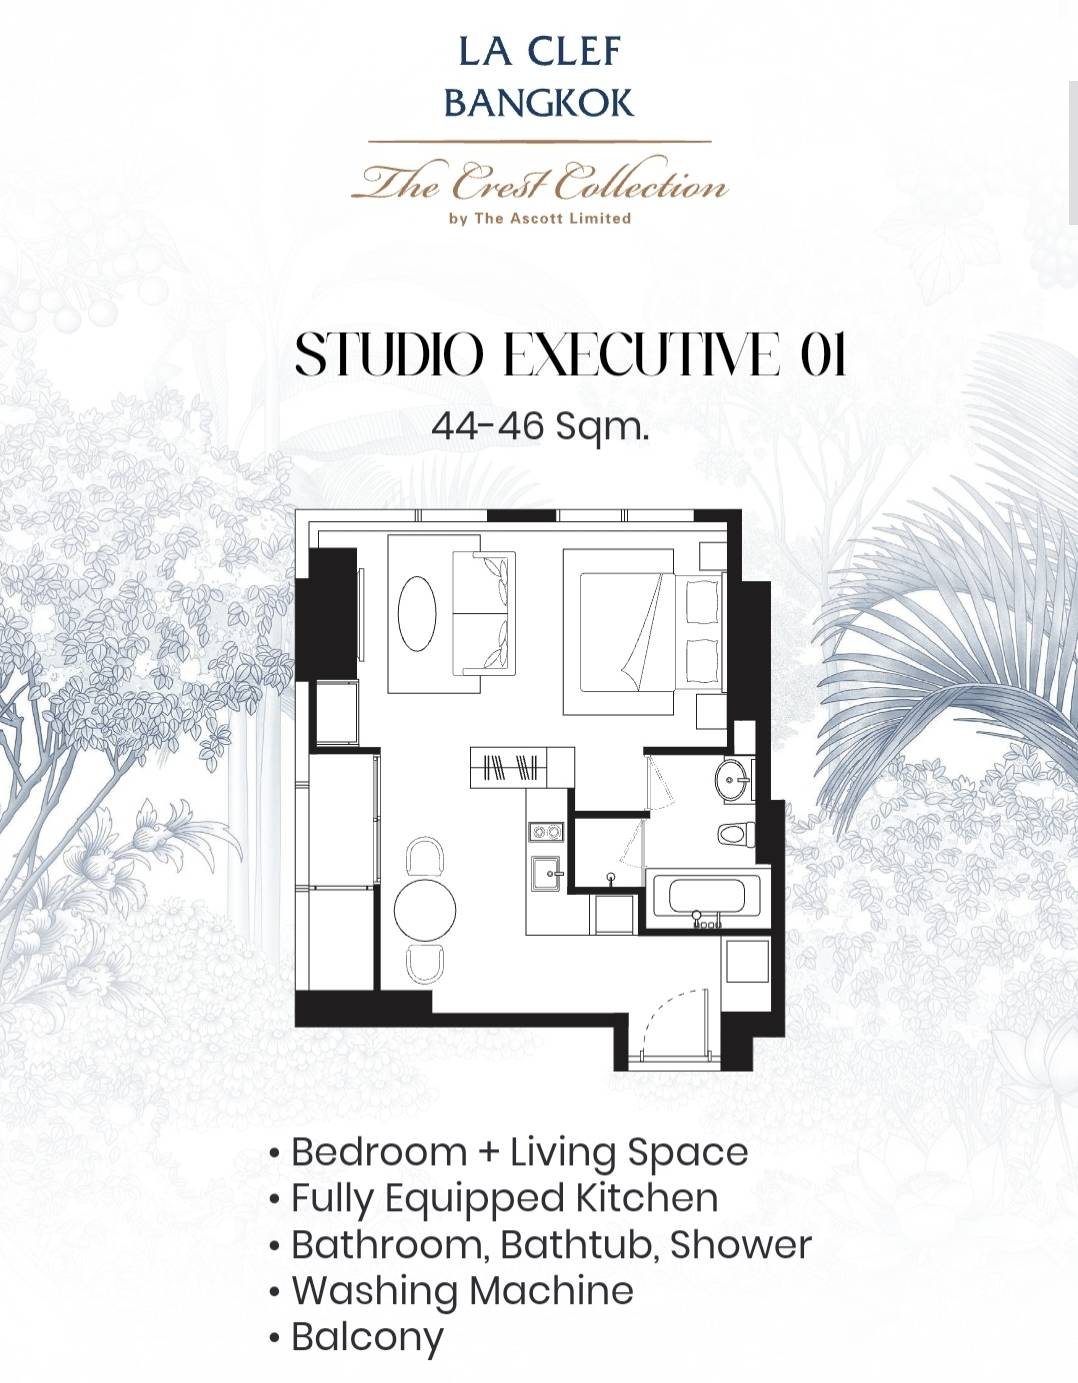 LA CLEF
BANGKOK
The Crest Collection
by The Ascott Limited
STUDIO EXECUTIVE 01
44-46 Sqm.
• Bedroom + Living Space
• Fully Equipped Kitchen
• Bathroom, Bathtub, Shower
• Washing Machine
• Balcony